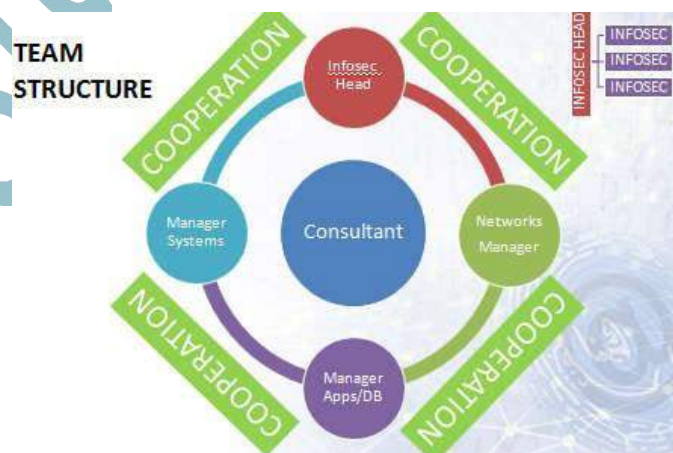 TEAM
STRUCTURE
COOPERATION
COOPERATION
Infosec
Head
INFOSEC HEAD
INFOSEC
INFOSEC
INFOSEC
Manager
Systems
Consultant
Networks
Manager
COOPERATION
COOPERATION
Manager
Apps/DB